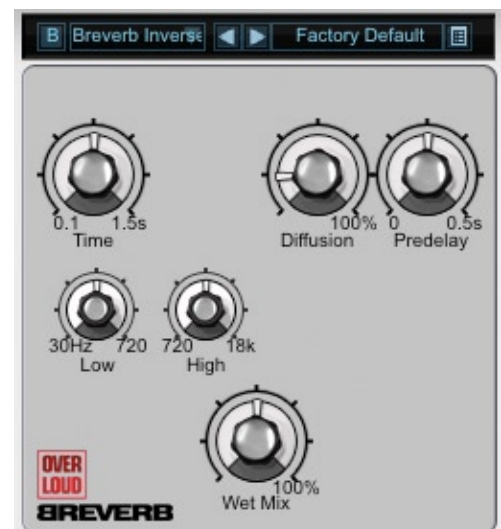 B Breverb Inverse Factory Default
0.1 1.5s 100% 0 0.5s
Time Diffusion Predelay
30Hz 720 720 18k
Low High
100%
Wet Mix
OVER
LOUD
BREVERB